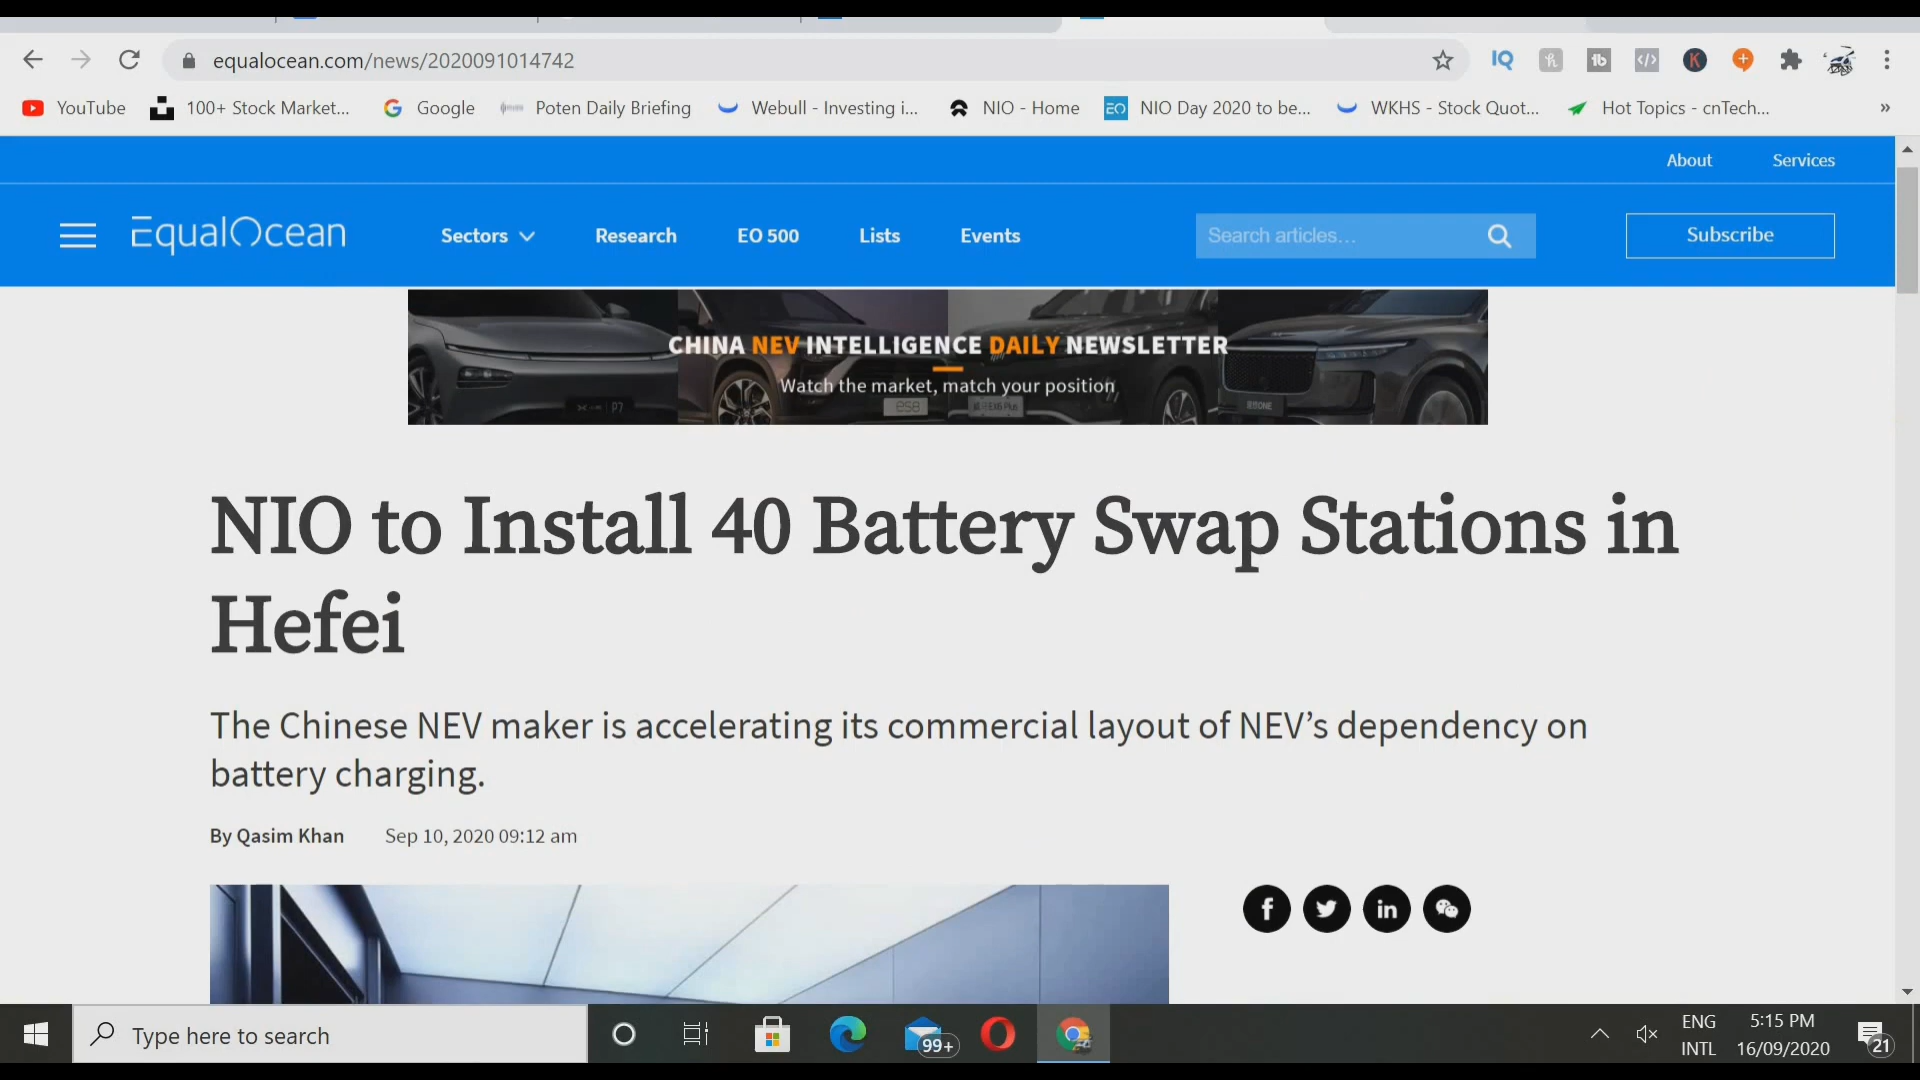 equalocean.com/news/2020091014742
IQ
YouTube
100+ Stock Market...
Google
Poten Daily Briefing
Webull - Investing i...
NIO - Home
EO NIO Day 2020 to be...
WKHS - Stock Quot...
Hot Topics - cnTech...
»
About
Services
EqualOcean
Sectors
Research
EO 500
Lists
Events
Search articles...
Subscribe
CHINA NEV INTELLIGENCE DAILY NEWSLETTER
Watch the market, match your position
P7
ES8
NIO to Install 40 Battery Swap Stations in
Hefei
The Chinese NEV maker is accelerating its commercial layout of NEV’s dependency on
battery charging.
By Qasim Khan
Sep 10, 2020 09:12 am
Type here to search
99+
ENG
INTL
5:15 PM
16/09/2020
21